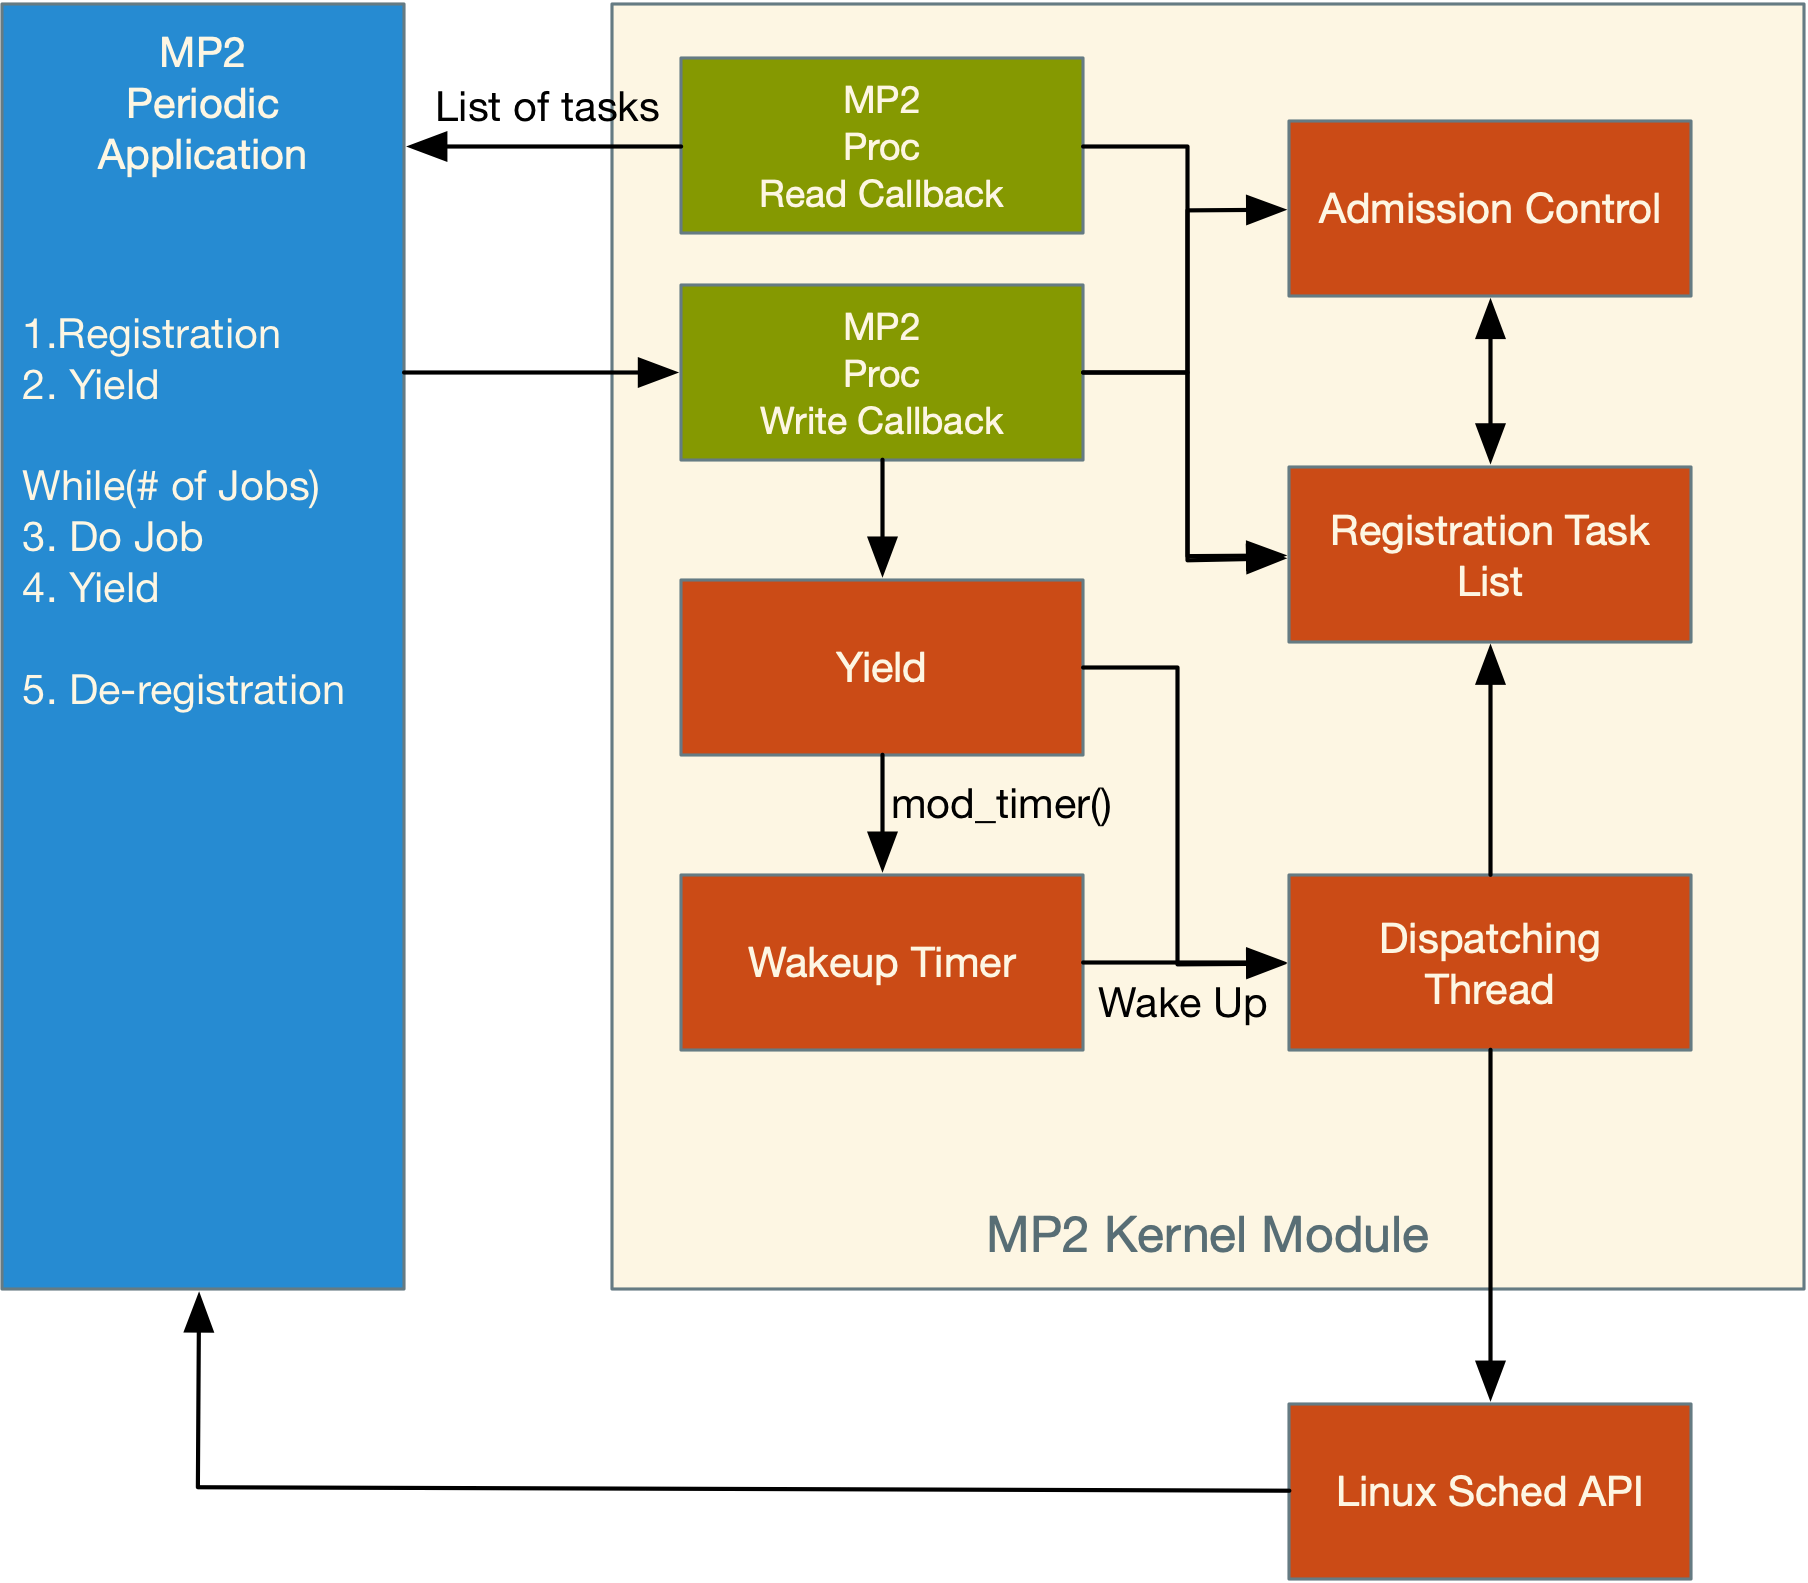 MP2
Periodic
Application
1.Registration
2. Yield
While(# of Jobs)
3. Do Job
4. Yield
5. De-registration
List of tasks
MP2
Proc
Read Callback
MP2
Proc
Write Callback
Admission Control
Registration Task
List
Yield
mod_timer()
Wakeup Timer
Wake Up
Dispatching
Thread
MP2 Kernel Module
Linux Sched API